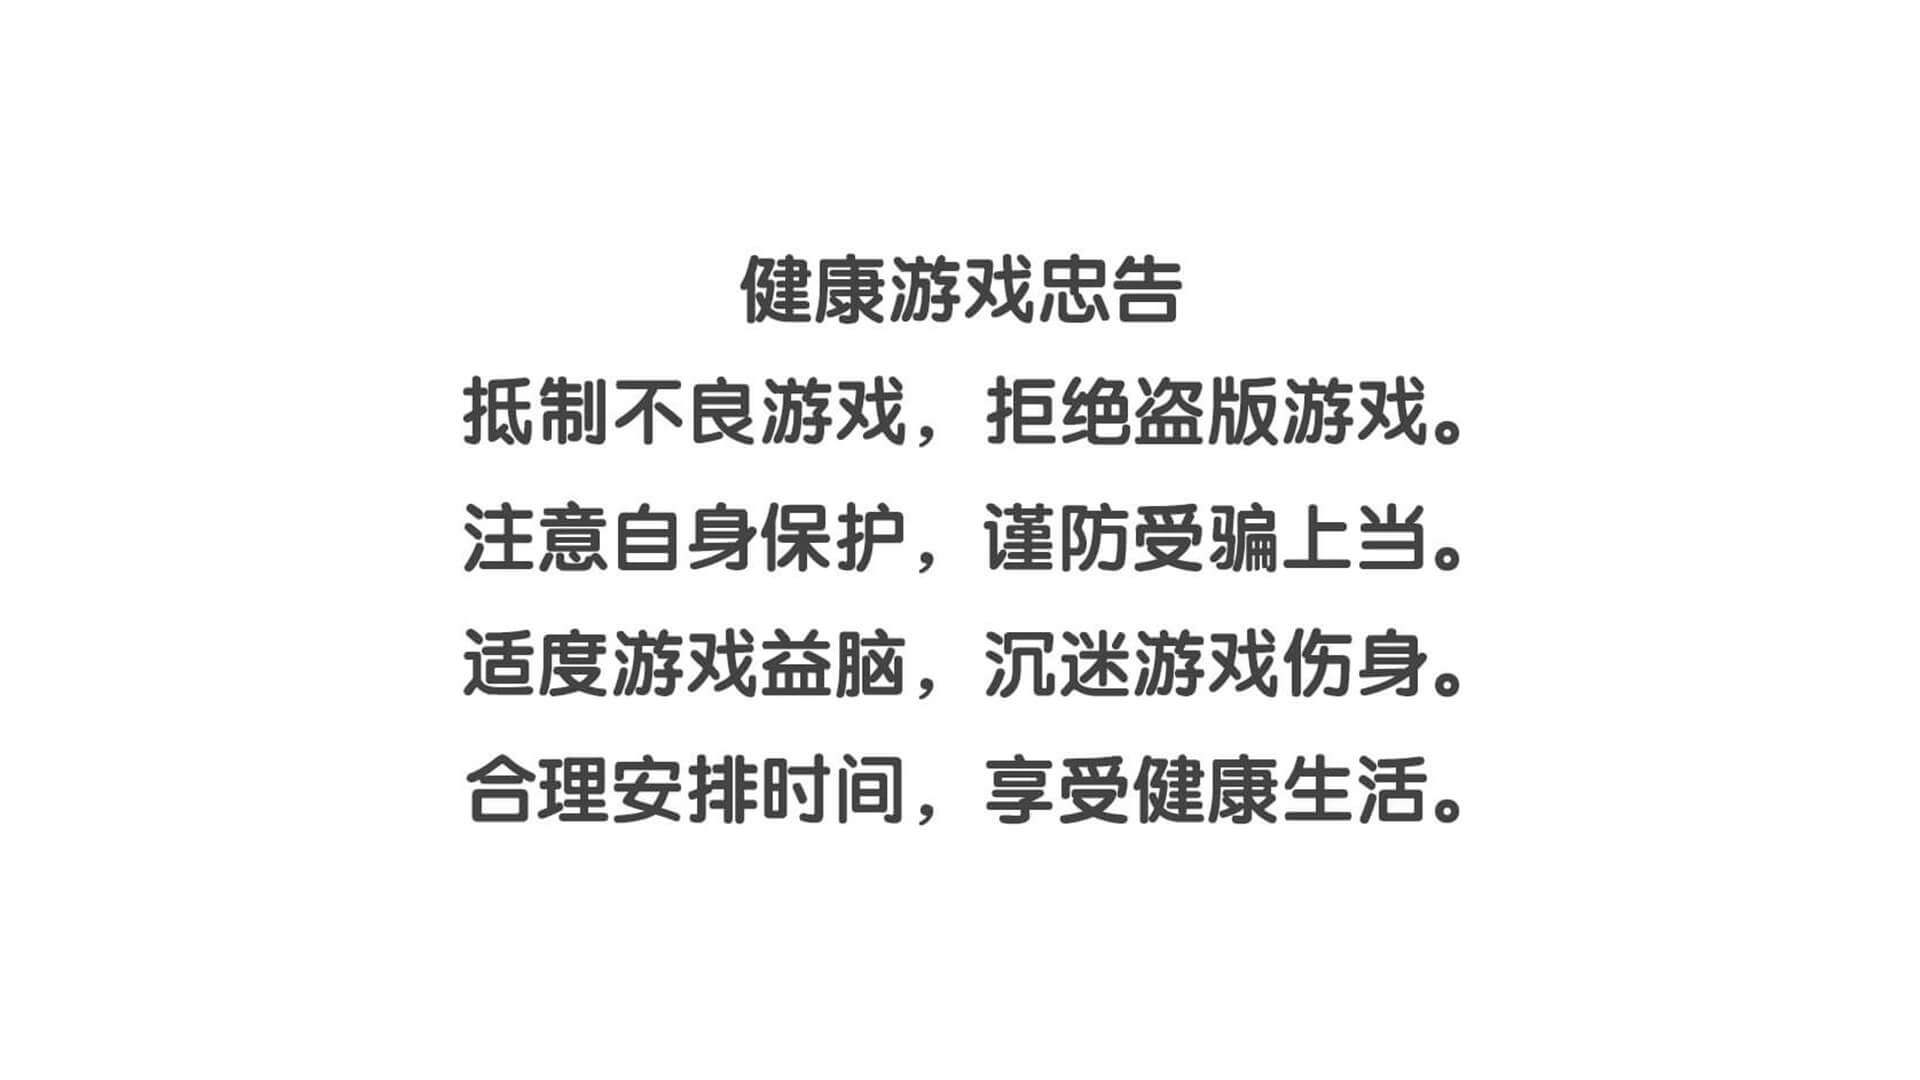 健康游戏忠告
抵制不良游戏，拒绝盗版游戏。
注意自身保护，谨防受骗上当。
适度游戏益脑，沉迷游戏伤身。
合理安排时间，享受健康生活。